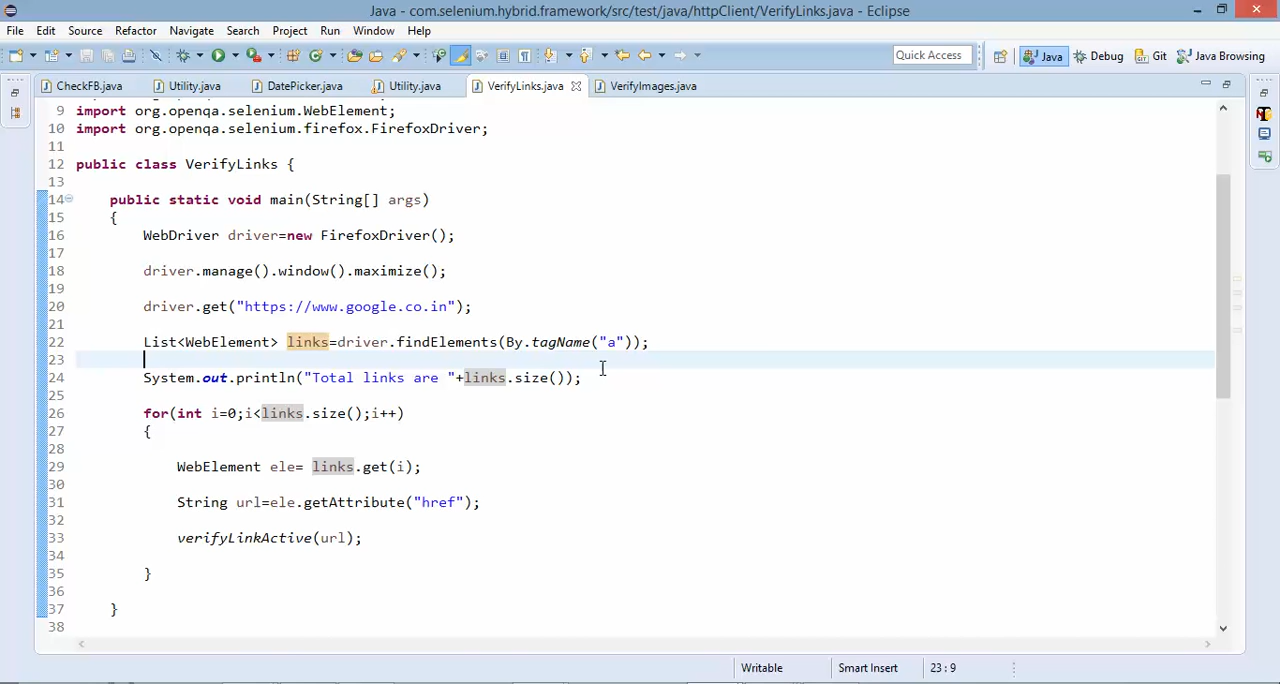 Java - com.selenium.hybrid.framework/src/test/java/httpClient/VerifyLinks.java - Eclipse
File Edit Source Refactor Navigate Search Project Run Window Help
Quick Access Java Debug Git Java Browsing
CheckFB.java Utility.java DatePicker.java Utility.java VerifyLinks.java VerifyImages.java
9 import org.openqa.selenium.WebElement;
10 import org.openqa.selenium.firefox.FirefoxDriver;
11
12 public class VerifyLinks {
13
14 public static void main(String[] args)
15 {
16 WebDriver driver=new FirefoxDriver();
17
18 driver.manage().window().maximize();
19
20 driver.get("https://www.google.co.in");
21
22 List<WebElement> links=driver.findElements(By.tagName("a"));
23
24 System.out.println("Total links are "+links.size());
25
26 for(int i=0;i<links.size();i++)
27 {
28
29 WebElement ele= links.get(i);
30
31 String url=ele.getAttribute("href");
32
33 verifyLinkActive(url);
34
35 }
36
37 }
38
Writable Smart Insert 23 : 9